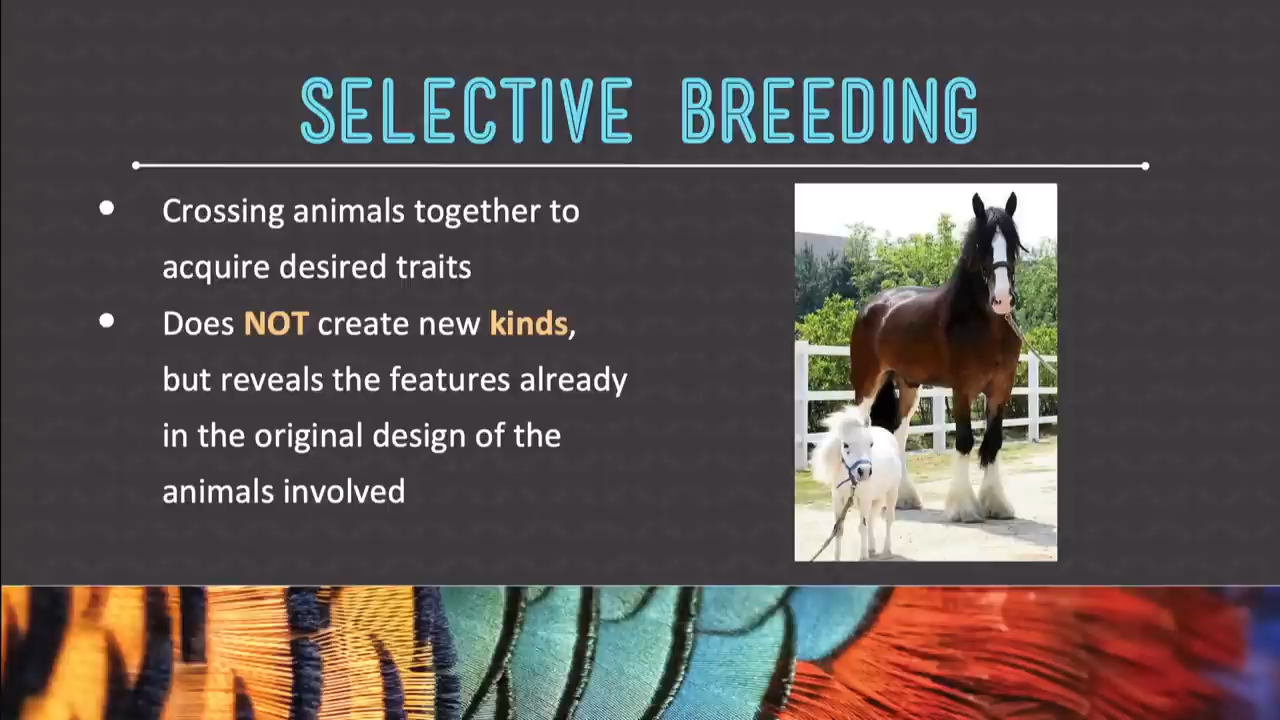 SELECTIVE BREEDING
• Crossing animals together to
acquire desired traits
• Does NOT create new kinds,
but reveals the features already
in the original design of the
animals involved